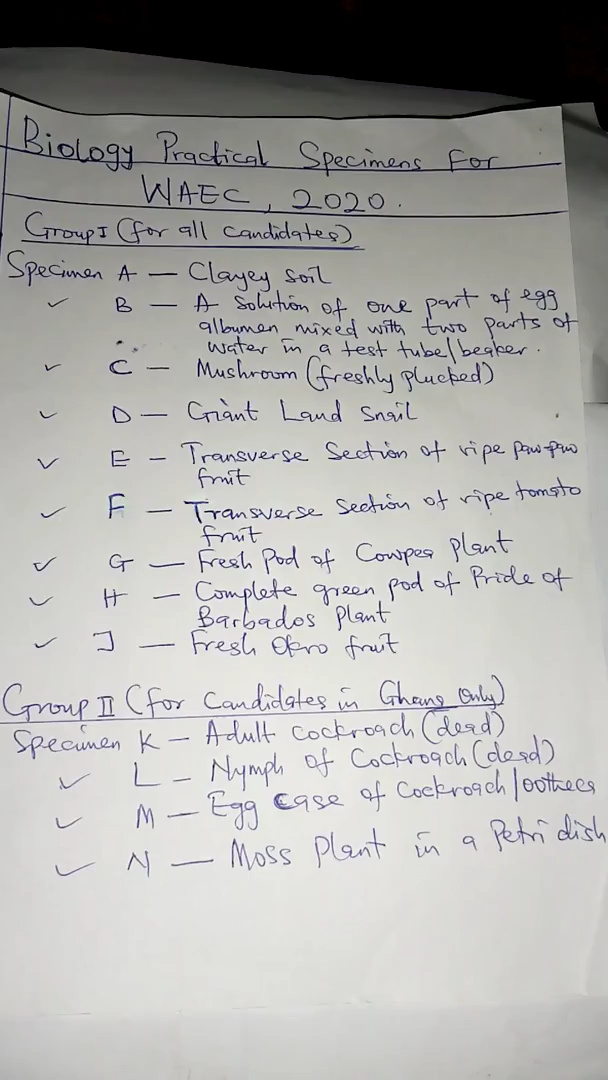 Biology Practical Specimens For
WAEC, 2020.
Group I (for all candidates)
Specimen A — Clayey soil
✓ B — A solution of one part of egg
albumen mixed with two parts of
water in a test tube/beaker.
✓ C — Mushroom (freshly plucked)
✓ D — Giant Land Snail
✓ E — Transverse Section of ripe paw-paw
fruit
✓ F — Transverse section of ripe tomato
fruit
✓ G — Fresh Pod of Cowpea plant
✓ H — Complete green pod of Pride of
Barbados plant
✓ J — Fresh Okro fruit
Group II (for candidates in Ghana only)
Specimen K — Adult cockroach (dead)
✓ L — Nymph of Cockroach (dead)
✓ M — Egg case of Cockroach/ootheca
✓ N — Moss plant in a Petri dish